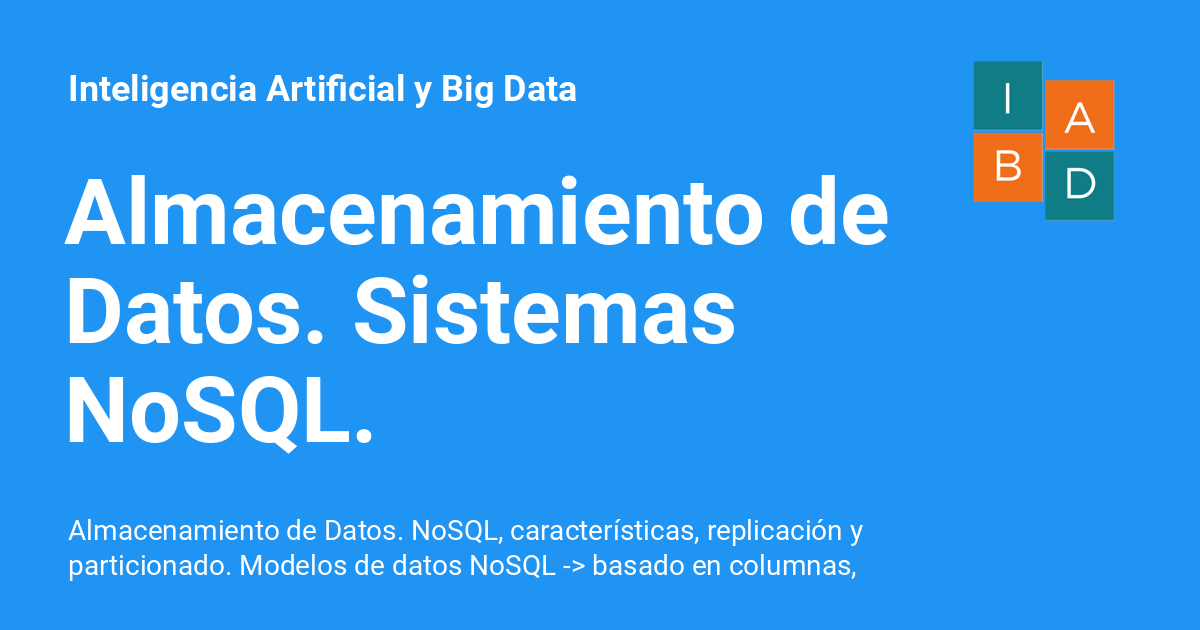 Inteligencia Artificial y Big Data
I
A
B
D
Almacenamiento de
Datos. Sistemas
NoSQL.
Almacenamiento de Datos. NoSQL, características, replicación y
particionado. Modelos de datos NoSQL -> basado en columnas,